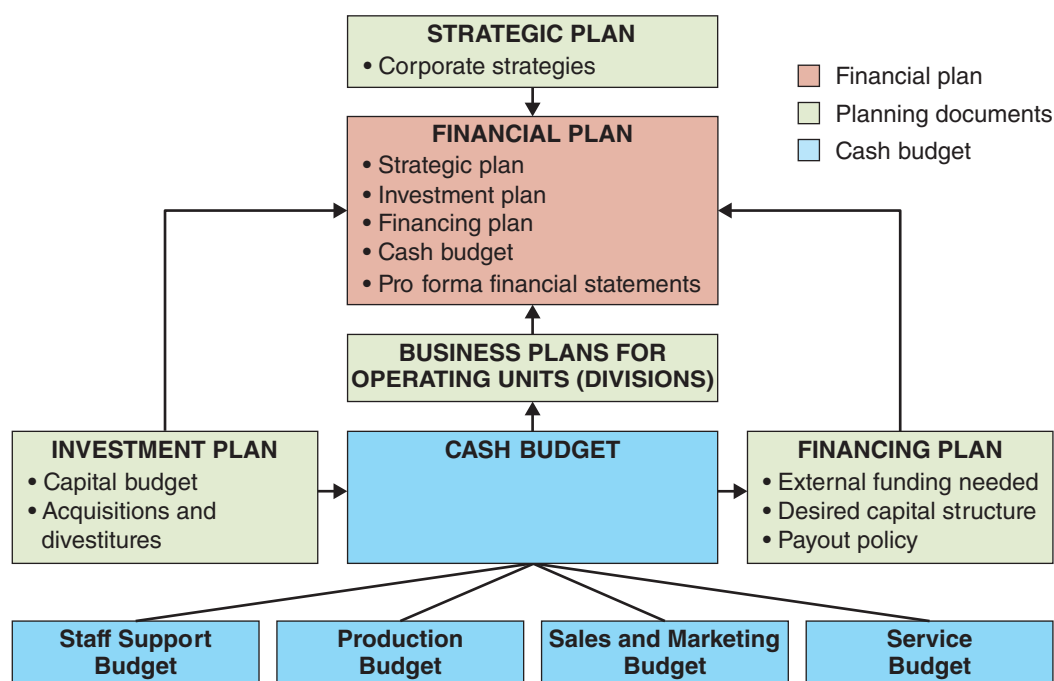 STRATEGIC PLAN
• Corporate strategies
Financial plan
Planning documents
Cash budget
FINANCIAL PLAN
• Strategic plan
• Investment plan
• Financing plan
• Cash budget
• Pro forma financial statements
BUSINESS PLANS FOR
OPERATING UNITS (DIVISIONS)
INVESTMENT PLAN
• Capital budget
• Acquisitions and
divestitures
CASH BUDGET
FINANCING PLAN
• External funding needed
• Desired capital structure
• Payout policy
Staff Support
Budget
Production
Budget
Sales and Marketing
Budget
Service
Budget